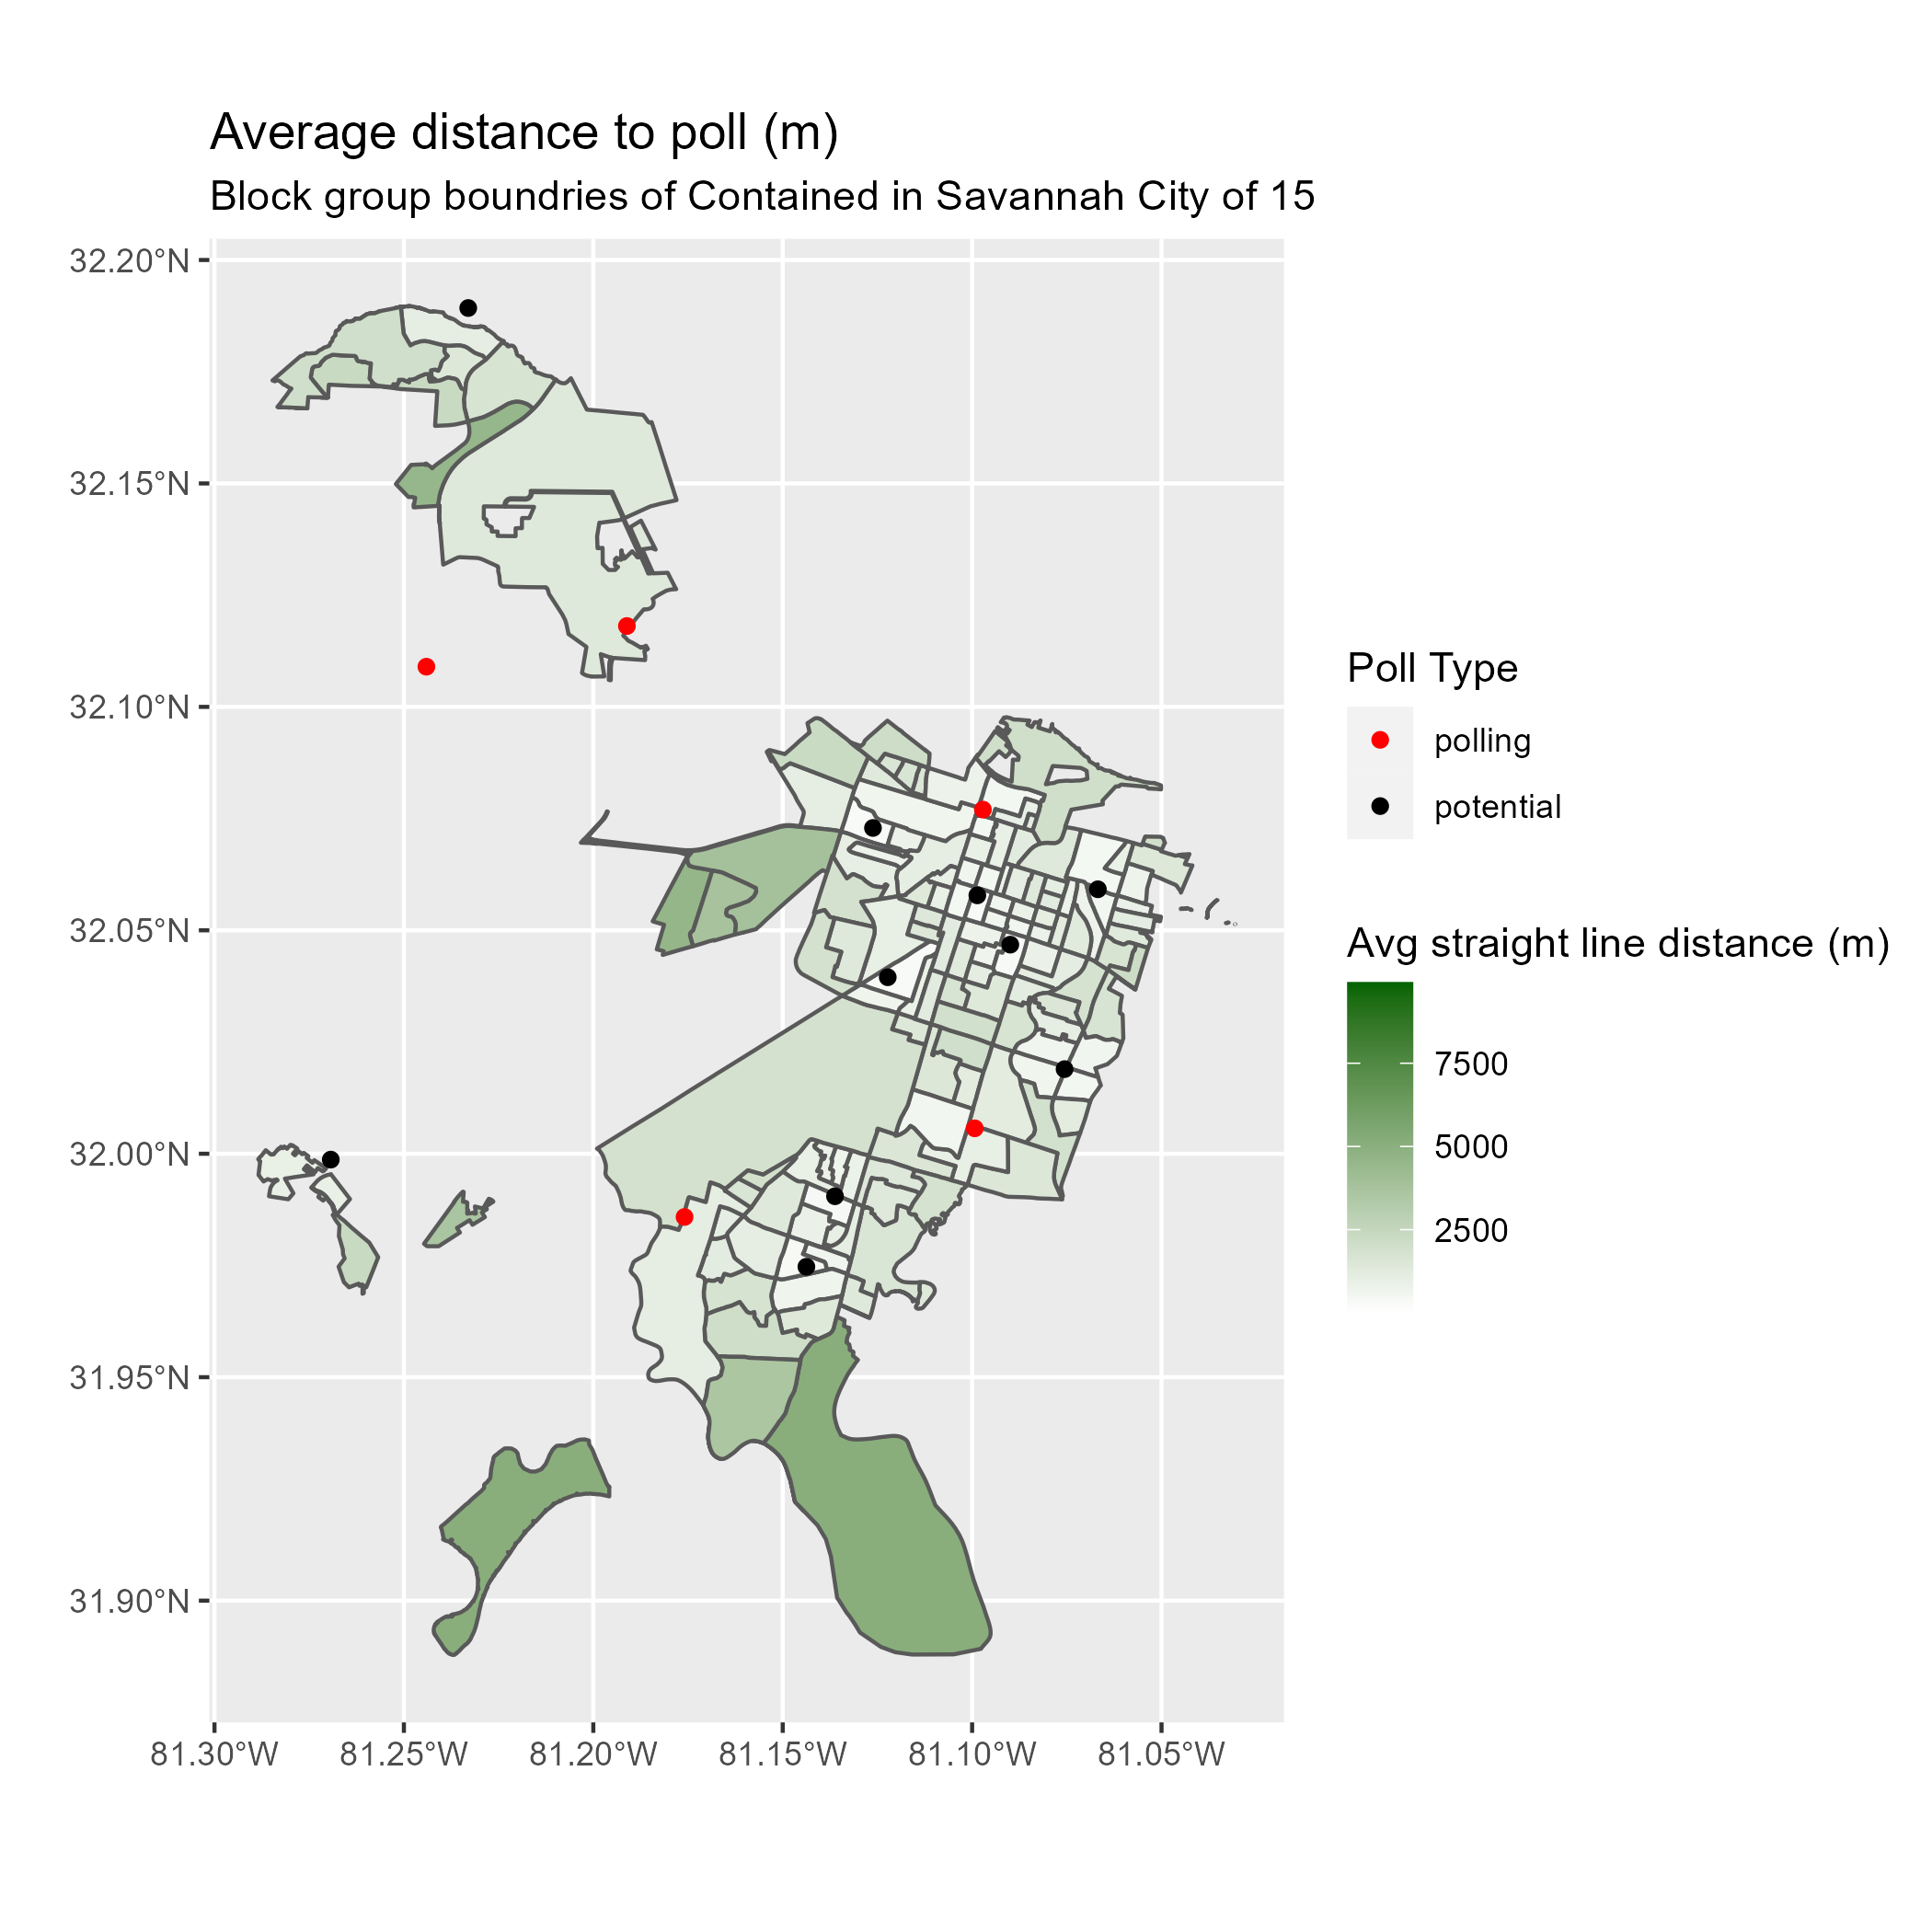 Average distance to poll (m)
Block group boundries of Contained in Savannah City of 15
32.20°N
32.15°N
32.10°N
32.05°N
32.00°N
31.95°N
31.90°N
81.30°W
81.25°W
81.20°W
81.15°W
81.10°W
81.05°W
Poll Type
polling
potential
Avg straight line distance (m)
7500
5000
2500